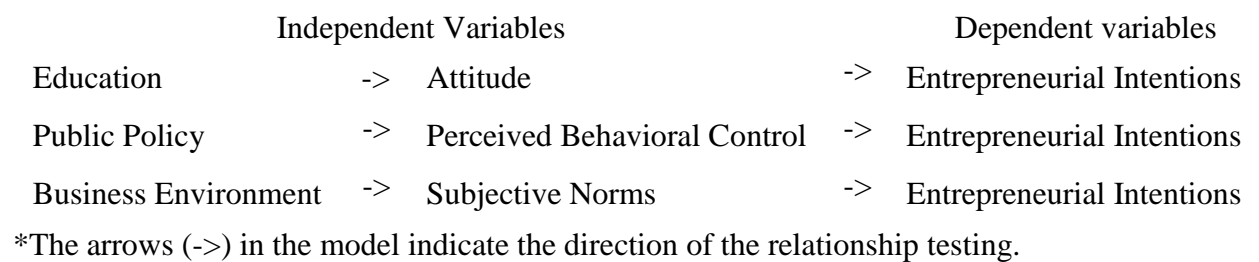 Independent Variables Dependent variables
Education -> Attitude -> Entrepreneurial Intentions
Public Policy -> Perceived Behavioral Control -> Entrepreneurial Intentions
Business Environment -> Subjective Norms -> Entrepreneurial Intentions
*The arrows (->) in the model indicate the direction of the relationship testing.